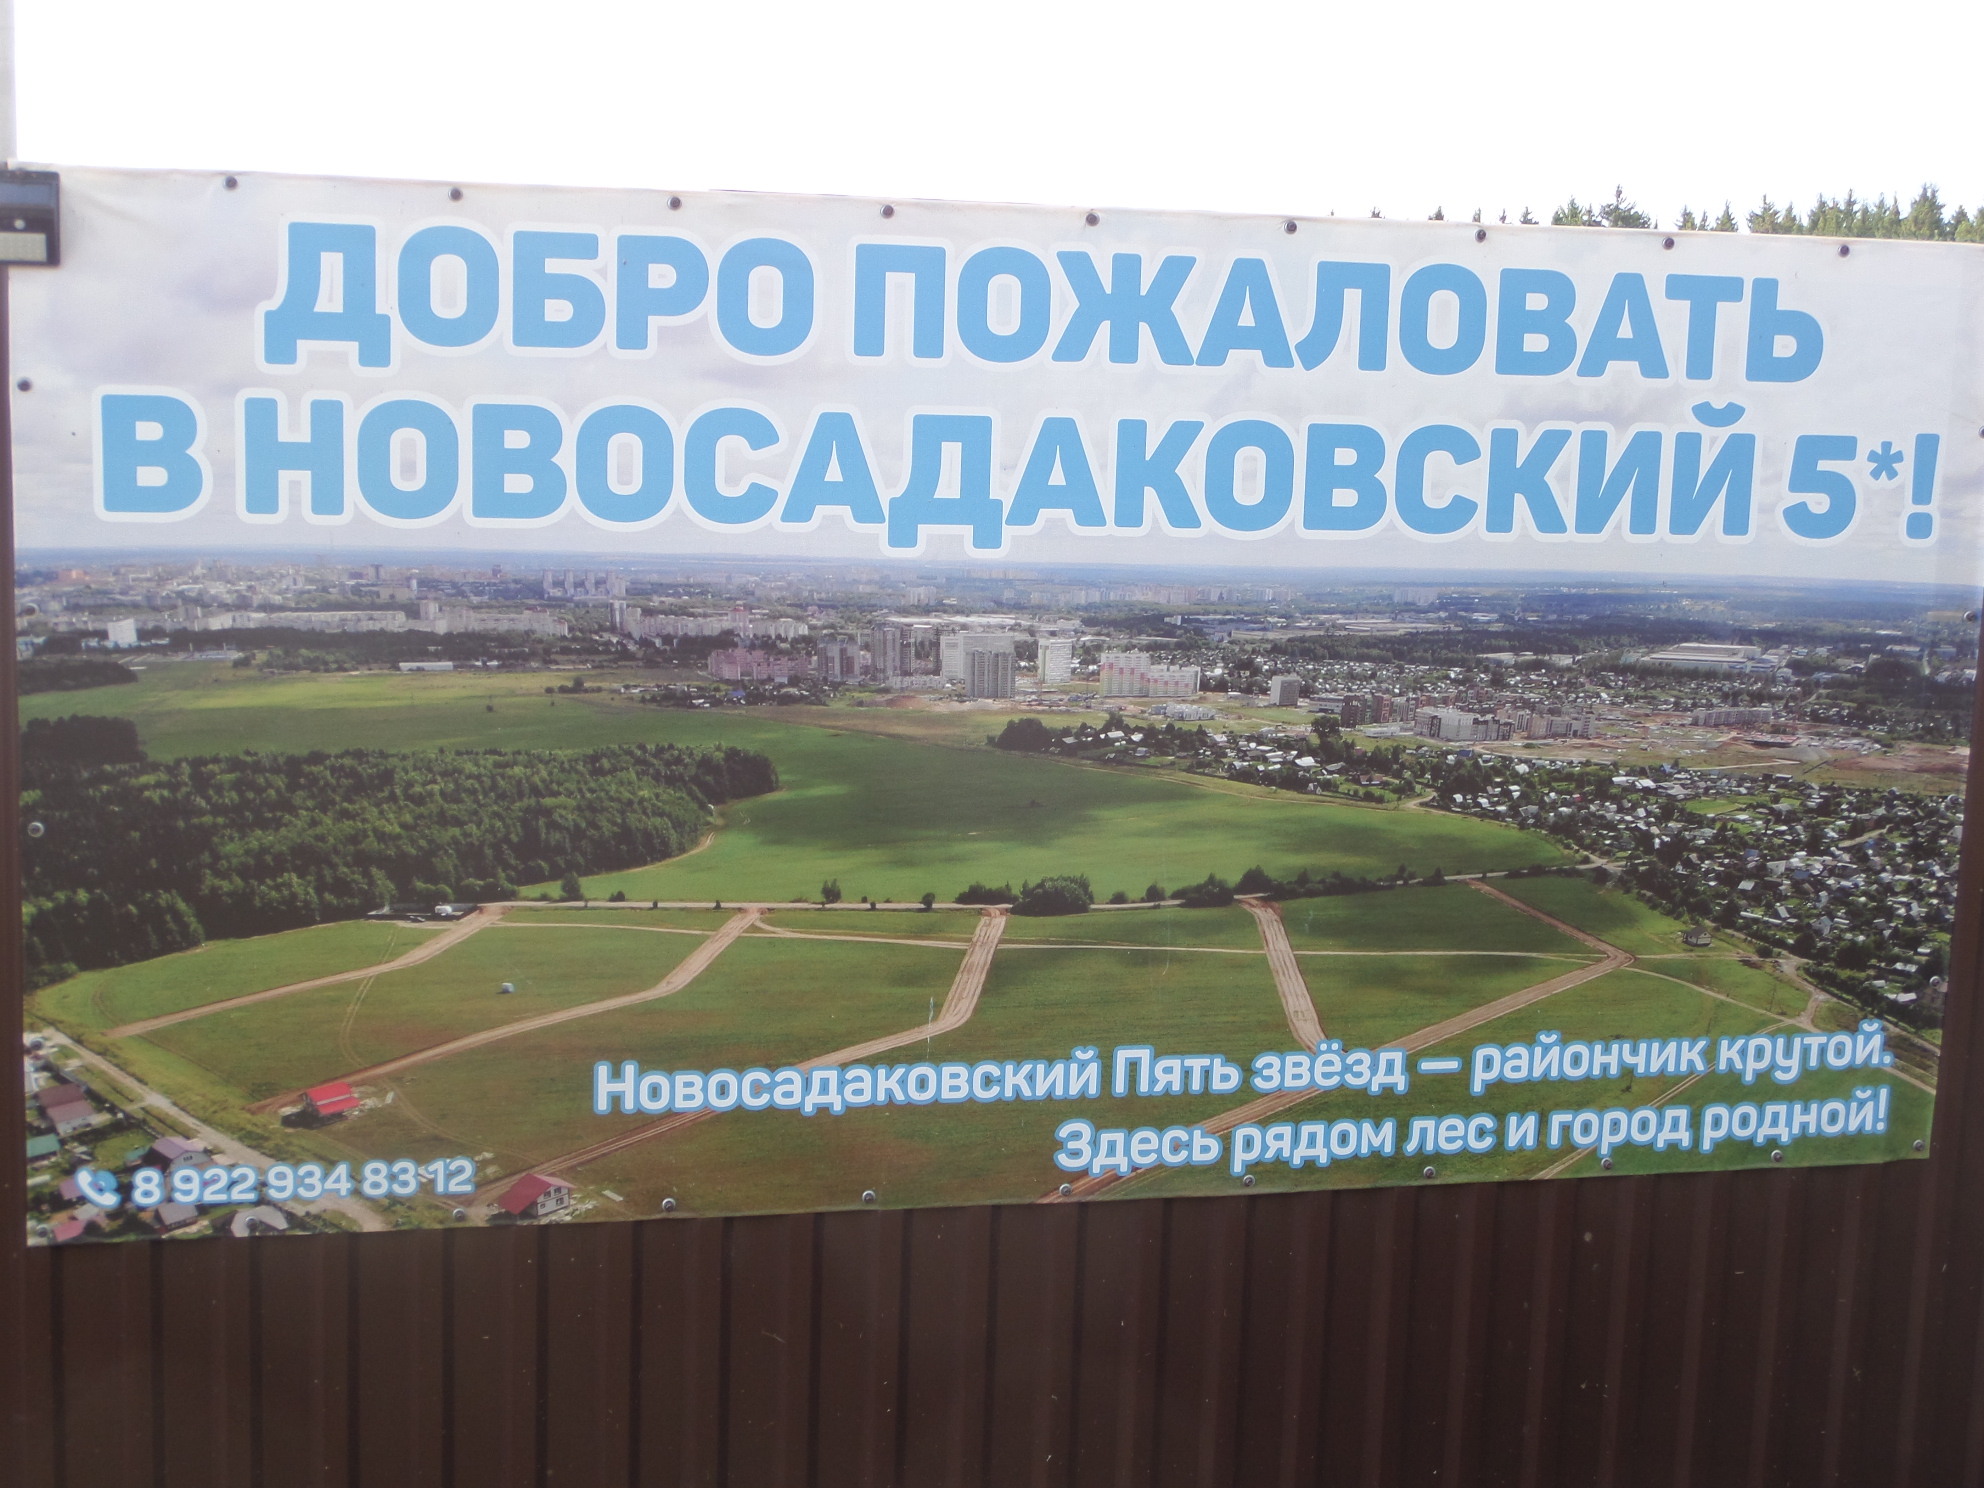 ДОБРО ПОЖАЛОВАТЬ
В НОВОСАДАКОВСКИЙ 5*!
Новосадаковский Пять звёзд — райончик крутой.
Здесь рядом лес и город родной!
8 922 934 83-12